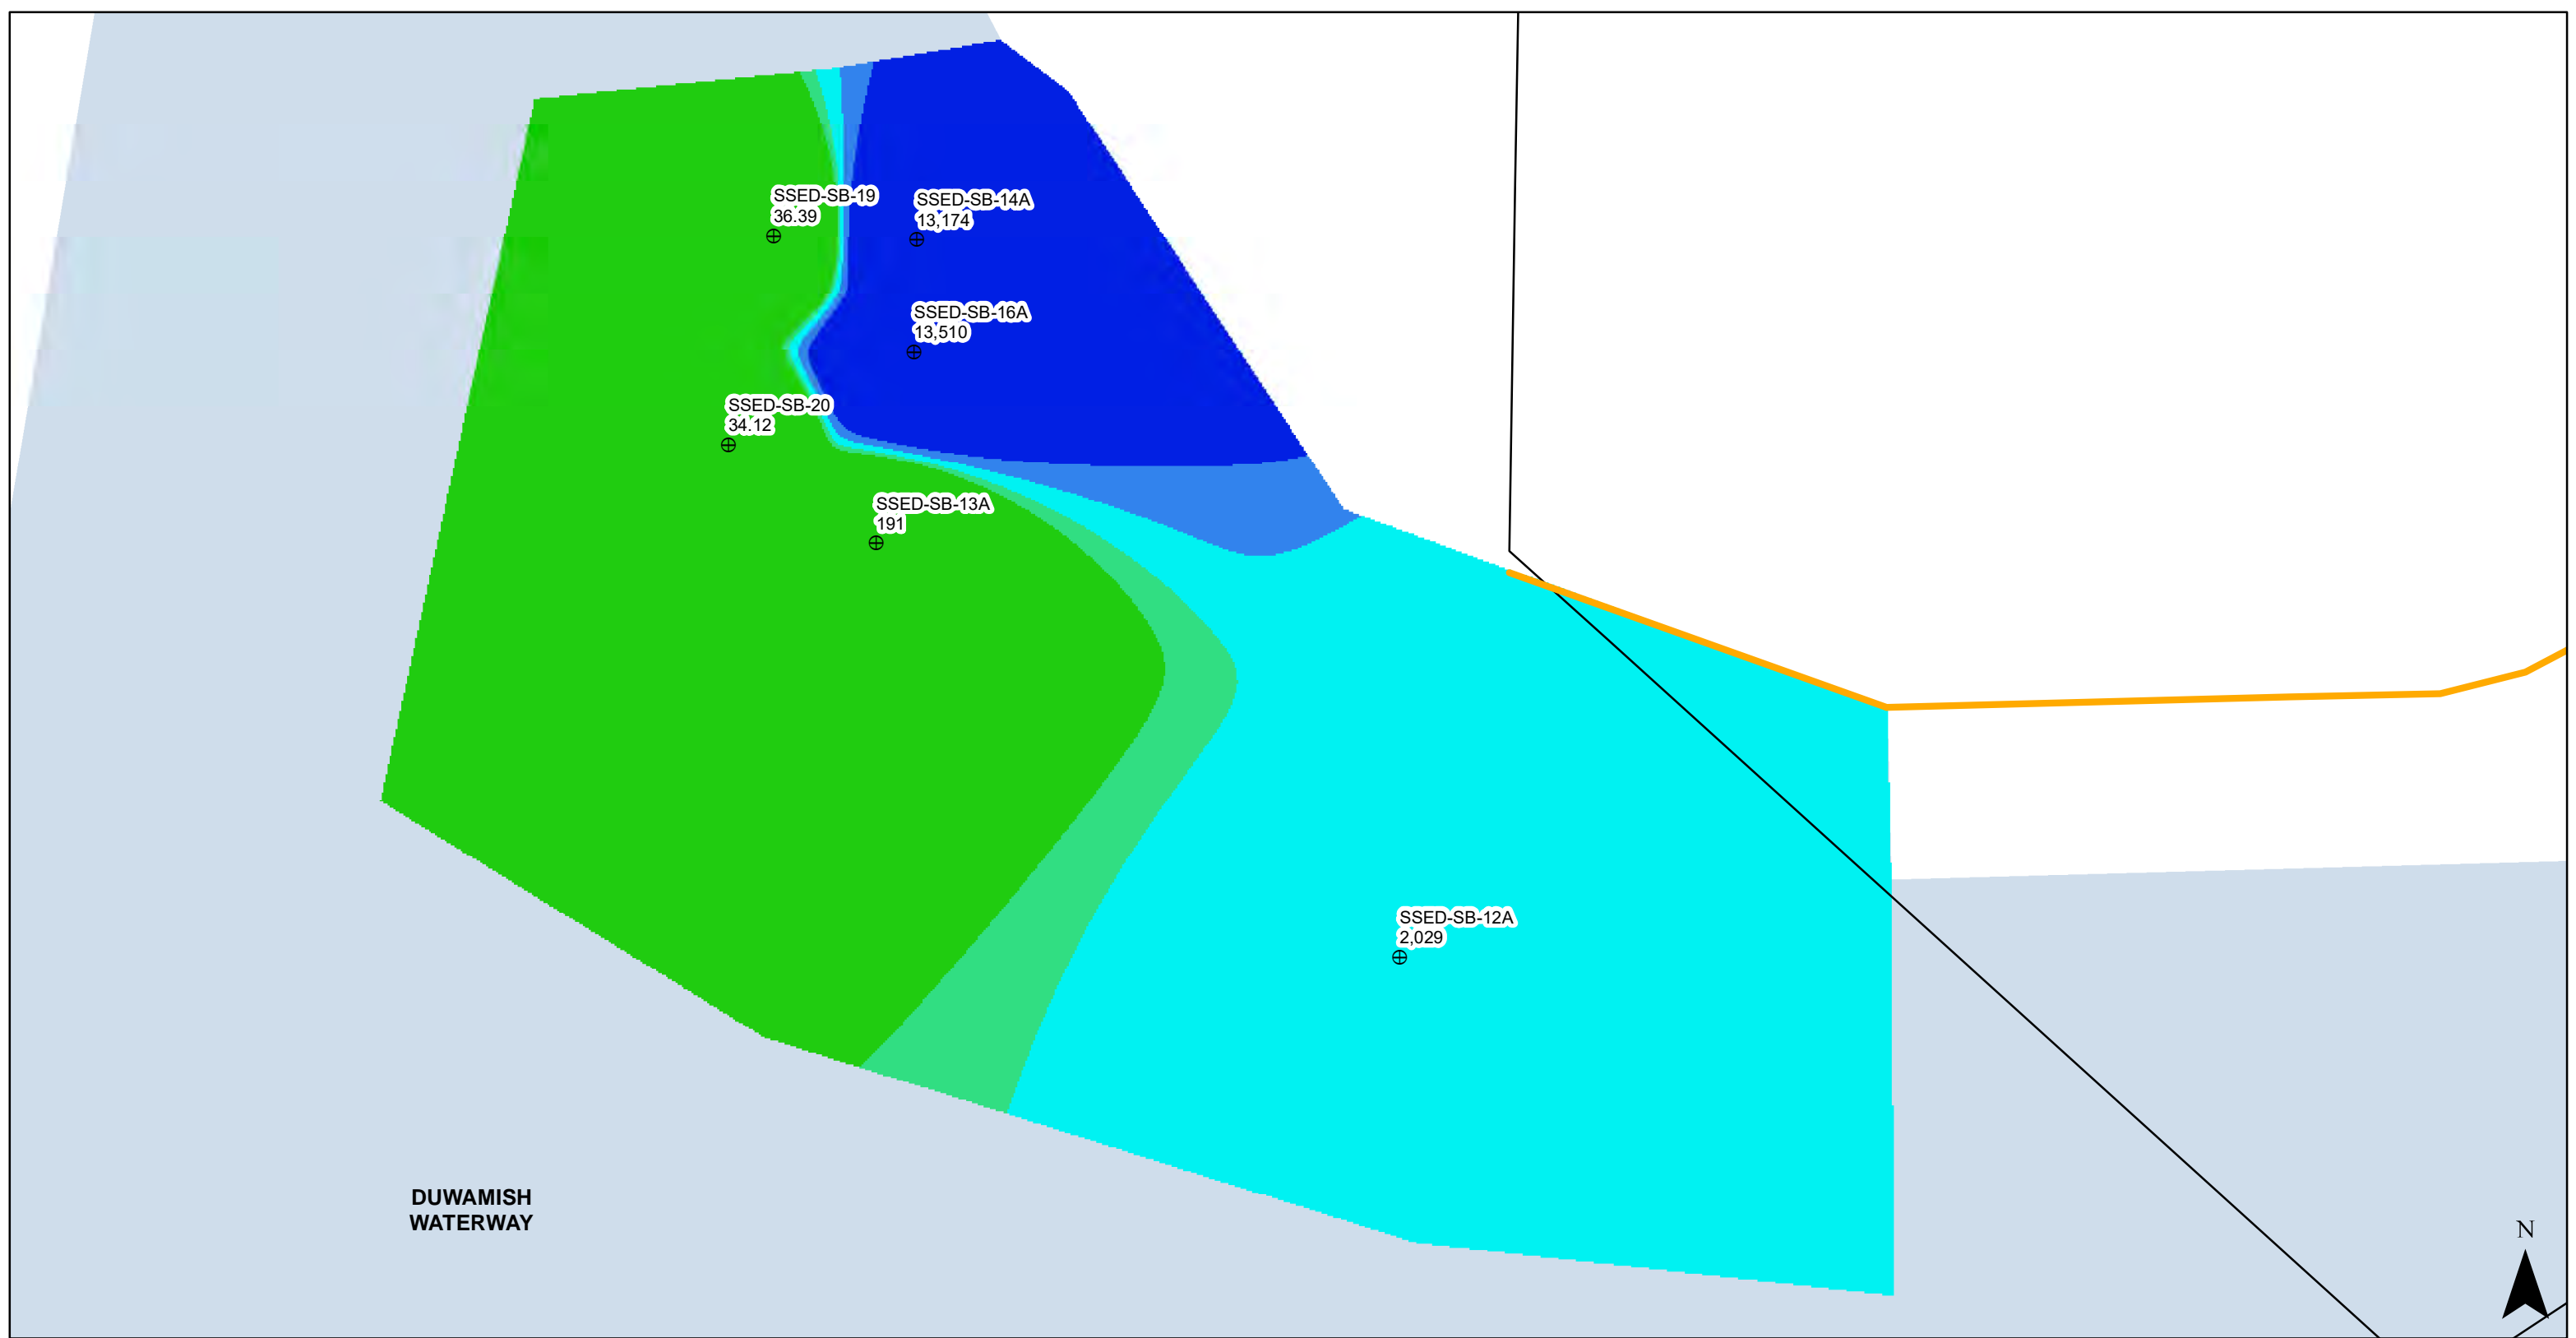 SSED-SB-19
36.39
SSED-SB-14A
13,174
SSED-SB-16A
13,510
SSED-SB-20
34.12
SSED-SB-13A
191
SSED-SB-12A
2,029
DUWAMISH
WATERWAY
N